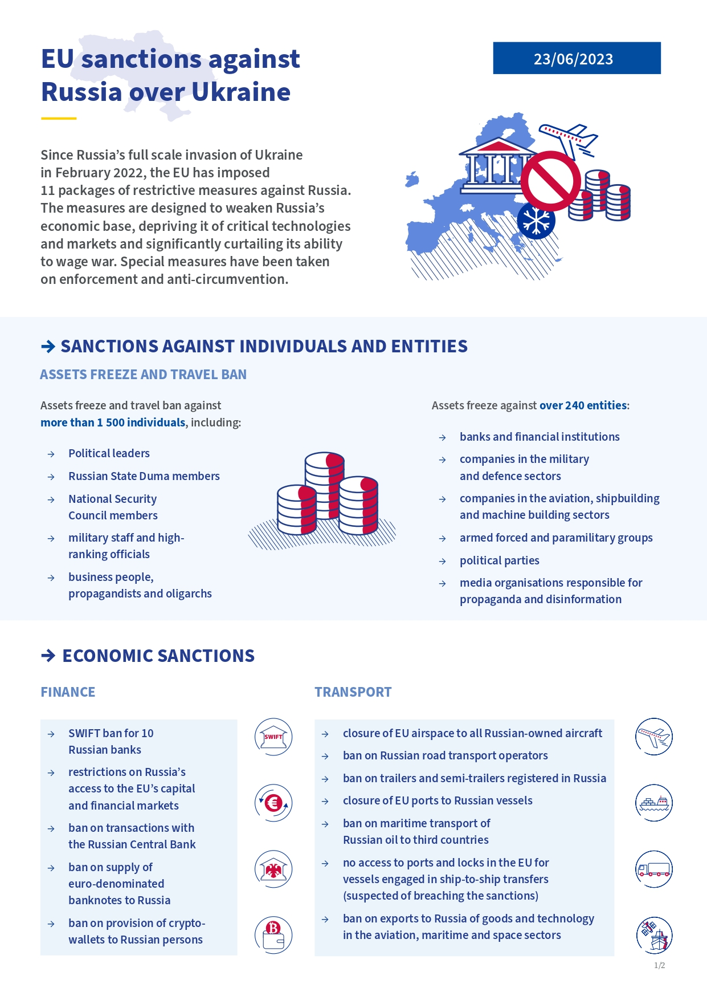 EU sanctions against
Russia over Ukraine
23/06/2023
Since Russia’s full scale invasion of Ukraine
in February 2022, the EU has imposed
11 packages of restrictive measures against Russia.
The measures are designed to weaken Russia’s
economic base, depriving it of critical technologies
and markets and significantly curtailing its ability
to wage war. Special measures have been taken
on enforcement and anti-circumvention.
→ SANCTIONS AGAINST INDIVIDUALS AND ENTITIES
ASSETS FREEZE AND TRAVEL BAN
Assets freeze and travel ban against
more than 1 500 individuals, including:
→ Political leaders
→ Russian State Duma members
→ National Security
Council members
→ military staff and high-
ranking officials
→ business people,
propagandists and oligarchs
Assets freeze against over 240 entities:
→ banks and financial institutions
→ companies in the military
and defence sectors
→ companies in the aviation, shipbuilding
and machine building sectors
→ armed forced and paramilitary groups
→ political parties
→ media organisations responsible for
propaganda and disinformation
→ ECONOMIC SANCTIONS
FINANCE
→ SWIFT ban for 10
Russian banks
→ restrictions on Russia’s
access to the EU’s capital
and financial markets
→ ban on transactions with
the Russian Central Bank
→ ban on supply of
euro-denominated
banknotes to Russia
→ ban on provision of crypto-
wallets to Russian persons
SWIFT
€
B
TRANSPORT
→ closure of EU airspace to all Russian-owned aircraft
→ ban on Russian road transport operators
→ ban on trailers and semi-trailers registered in Russia
→ closure of EU ports to Russian vessels
→ ban on maritime transport of
Russian oil to third countries
→ no access to ports and locks in the EU for
vessels engaged in ship-to-ship transfers
(suspected of breaching the sanctions)
→ ban on exports to Russia of goods and technology
in the aviation, maritime and space sectors
1/2